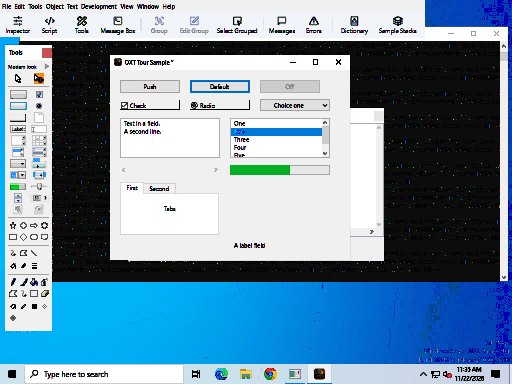 File Edit Tools Object Text Development View Window Help
Inspector Script Tools Message Box Group Edit Group Select Grouped Messages Errors Dictionary Sample Stacks
Tools
Modern look
Label:
OXT Tour Sample *
Push Default Off
Check Radio Choice one
Text in a field.
A second line.
One
Two
Three
Four
Five
First Second
Tabs
A label field
Type here to search
11:35 AM
11/22/2026